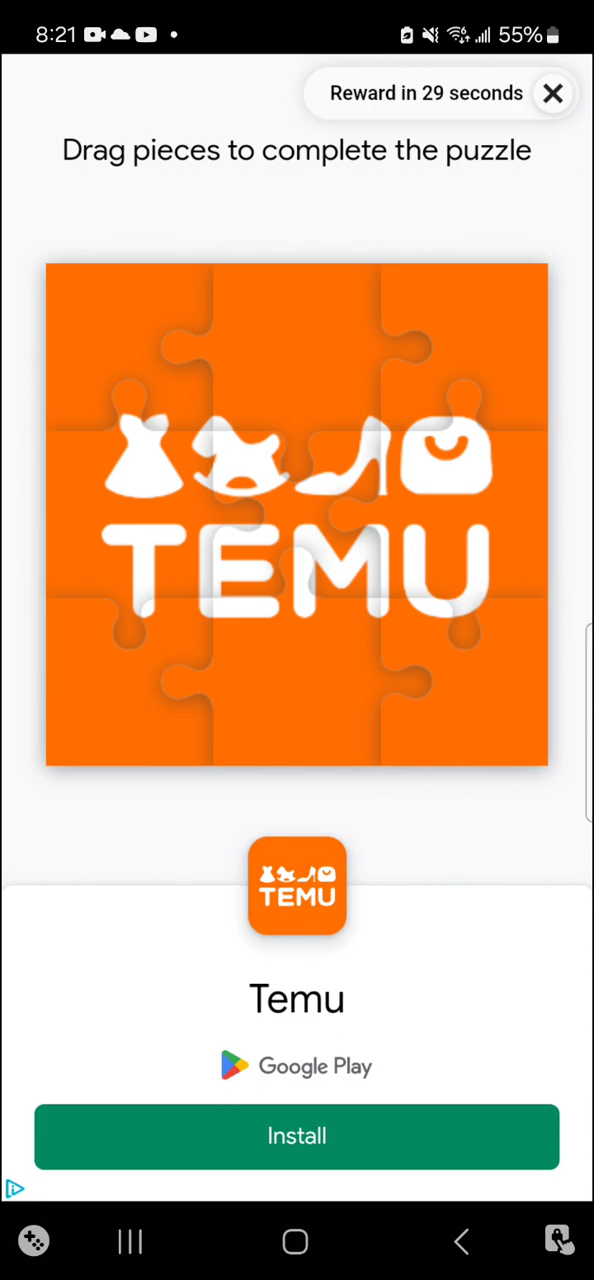 8:21
55%
Reward in 29 seconds
Drag pieces to complete the puzzle
TEMU
TEMU
Temu
Google Play
Install